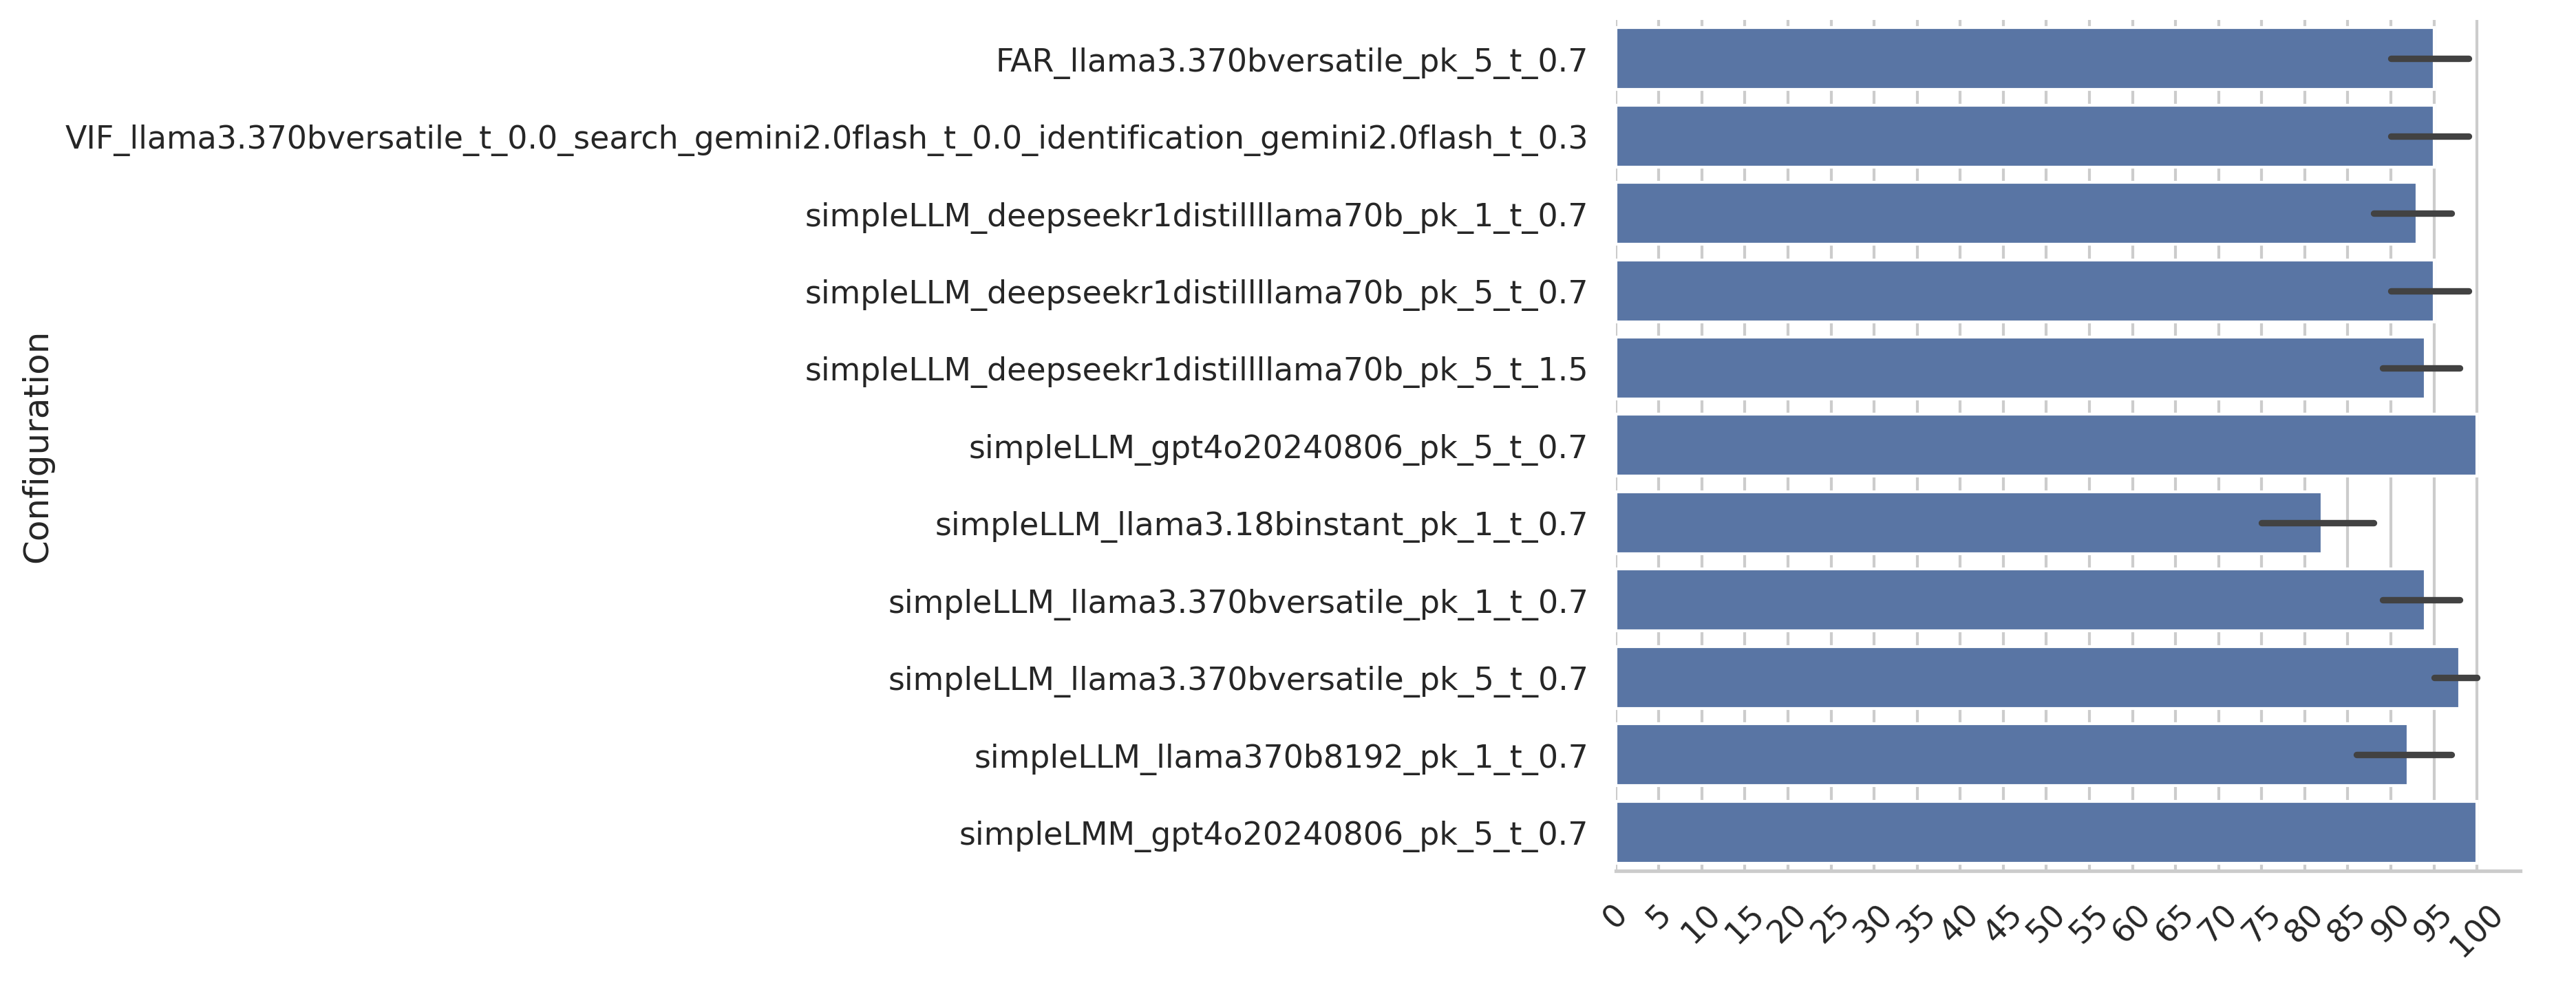 Configuration
FAR_llama3.370bversatile_pk_5_t_0.7
VIF_llama3.370bversatile_t_0.0_search_gemini2.0flash_t_0.0_identification_gemini2.0flash_t_0.3
simpleLLM_deepseekr1distillllama70b_pk_1_t_0.7
simpleLLM_deepseekr1distillllama70b_pk_5_t_0.7
simpleLLM_deepseekr1distillllama70b_pk_5_t_1.5
simpleLLM_gpt4o20240806_pk_5_t_0.7
simpleLLM_llama3.18binstant_pk_1_t_0.7
simpleLLM_llama3.370bversatile_pk_1_t_0.7
simpleLLM_llama3.370bversatile_pk_5_t_0.7
simpleLLM_llama370b8192_pk_1_t_0.7
simpleLMM_gpt4o20240806_pk_5_t_0.7
0 5 10 15 20 25 30 35 40 45 50 55 60 65 70 75 80 85 90 95 100